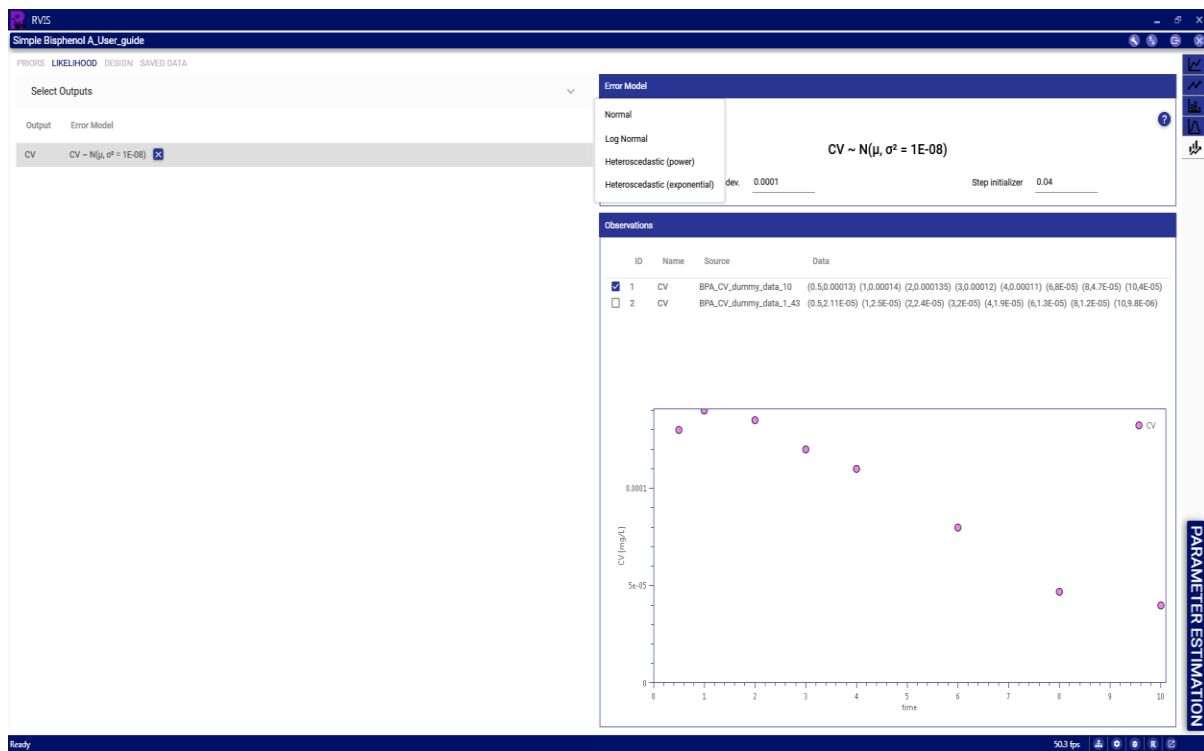 RVIS
Simple Bisphenol A_User_guide
PRIORS LIKELIHOOD DESIGN SAVED DATA
Select Outputs
Output Error Model
CV CV ~ N(μ, σ² = 1E-08)
Error Model
Normal
Log Normal
Heteroscedastic (power)
Heteroscedastic (exponential)
?
CV ~ N(μ, σ² = 1E-08)
dev. 0.0001 Step initializer 0.04
Observations
ID Name Source Data
1 CV BPA_CV_dummy_data_10 (0.5,0.00013) (1,0.00014) (2,0.000135) (3,0.00012) (4,0.00011) (6,8E-05) (8,4.7E-05) (10,4E-05)
2 CV BPA_CV_dummy_data_1_43 (0.5,2.11E-05) (1,2.5E-05) (2,2.4E-05) (3,2E-05) (4,1.9E-05) (6,1.3E-05) (8,1.2E-05) (10,9.8E-06)
CV
0.0001
CV [mg/L]
5e-05
0
0 1 2 3 4 5 6 7 8 9 10
time
PARAMETER ESTIMATION
Ready 50.3 fps